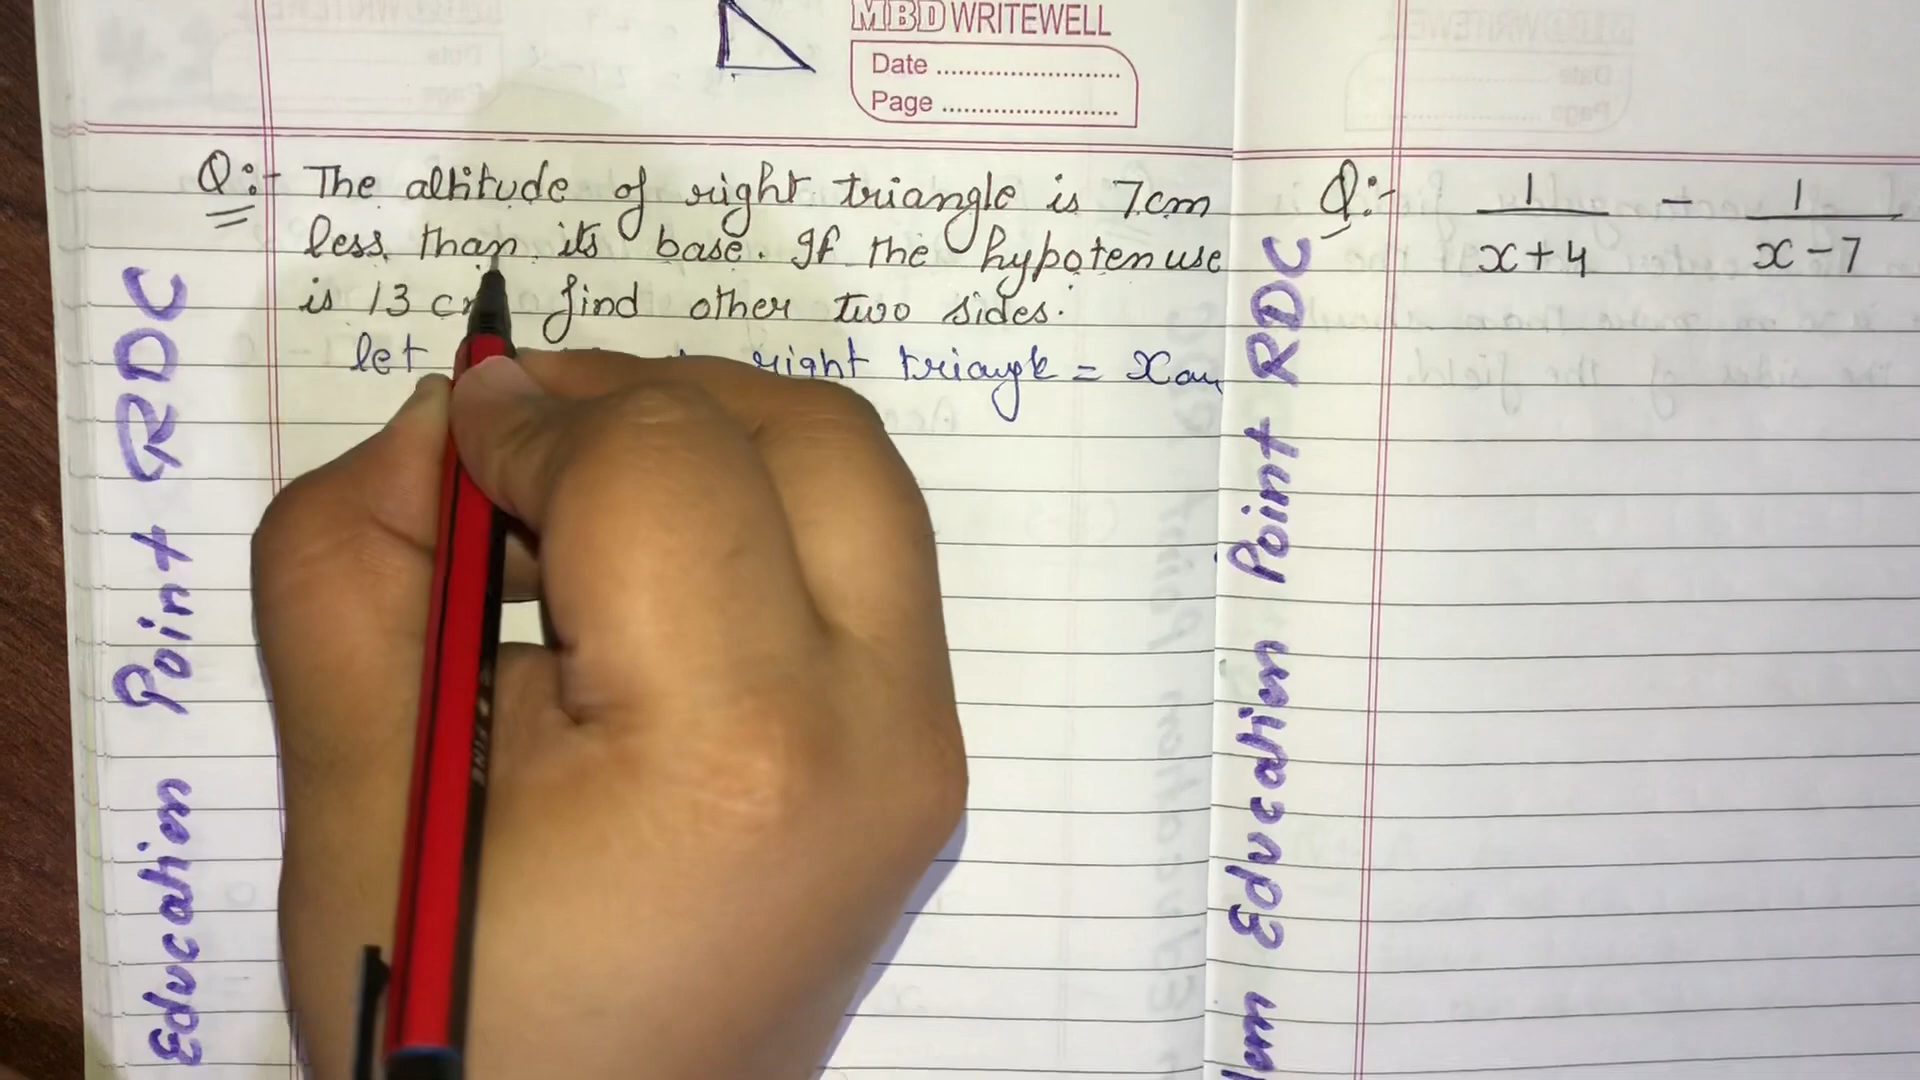 MBD WRITEWELL
Date
Page
Q:- The altitude of right triangle is 7cm
less than its base. If the hypotenuse
is 13 find other two sides.
let right triangle = x
Education Point RDC
Q:- 1/x+4 - 1/x-7
Education Point RDC